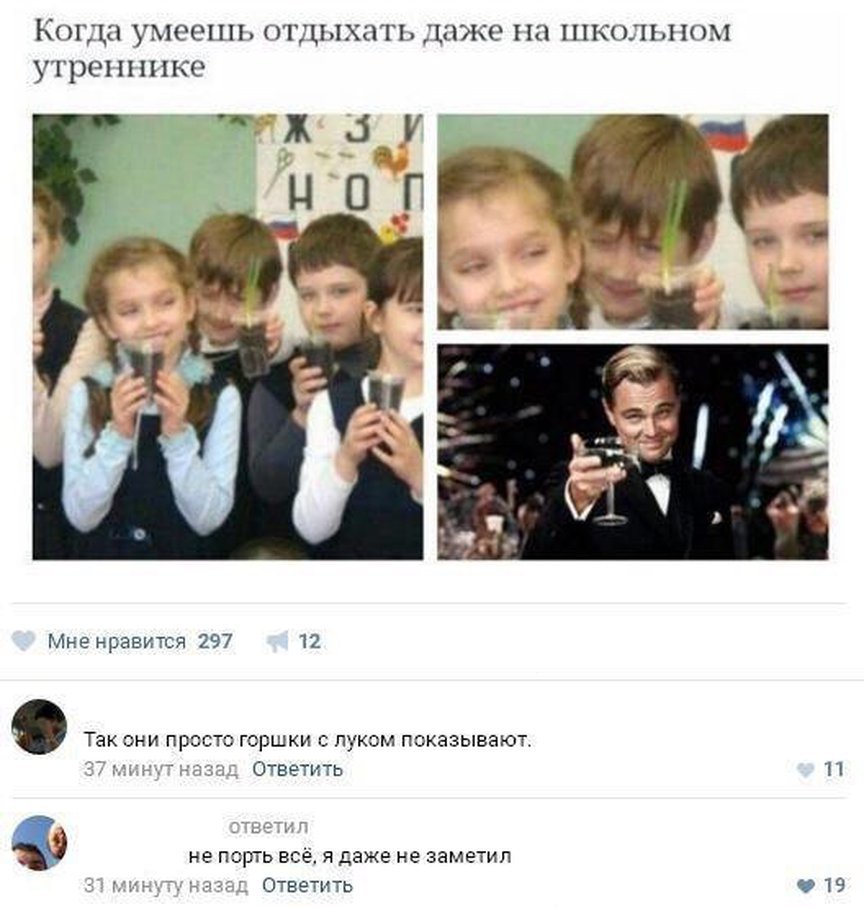 Когда умеешь отдыхать даже на школьном
утреннике
Ж З И
Н О П
Мне нравится 297 12
Так они просто горшки с луком показывают.
37 минут назад Ответить 11
ответил
не порть всё, я даже не заметил
31 минуту назад Ответить 19